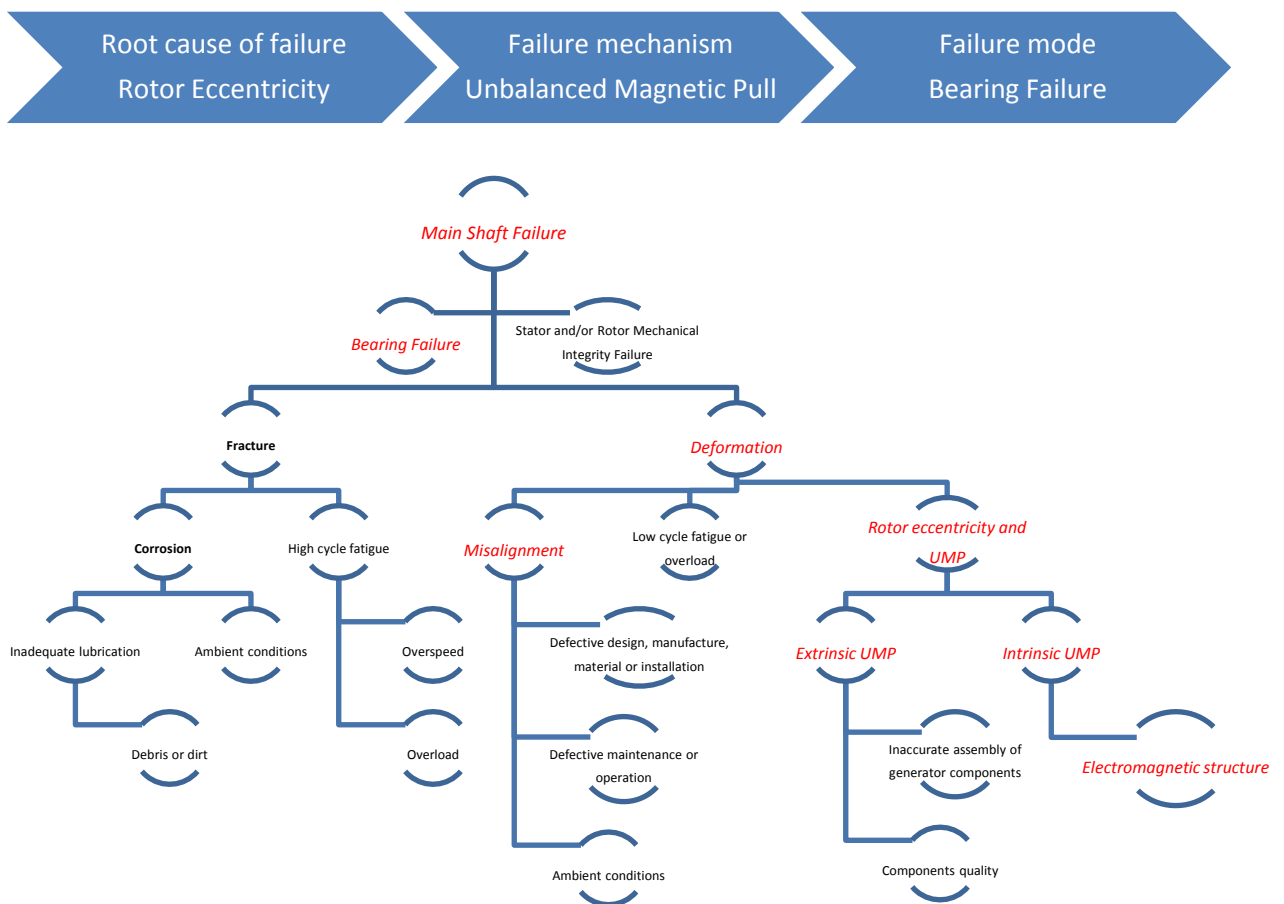 Root cause of failure
Rotor Eccentricity
Failure mechanism
Unbalanced Magnetic Pull
Failure mode
Bearing Failure
Main Shaft Failure
Bearing Failure
Stator and/or Rotor Mechanical
Integrity Failure
Fracture
Deformation
Corrosion
High cycle fatigue
Misalignment
Low cycle fatigue or
overload
Rotor eccentricity and
UMP
Inadequate lubrication
Ambient conditions
Overspeed
Defective design, manufacture,
material or installation
Extrinsic UMP
Intrinsic UMP
Debris or dirt
Overload
Defective maintenance or
operation
Inaccurate assembly of
generator components
Electromagnetic structure
Ambient conditions
Components quality